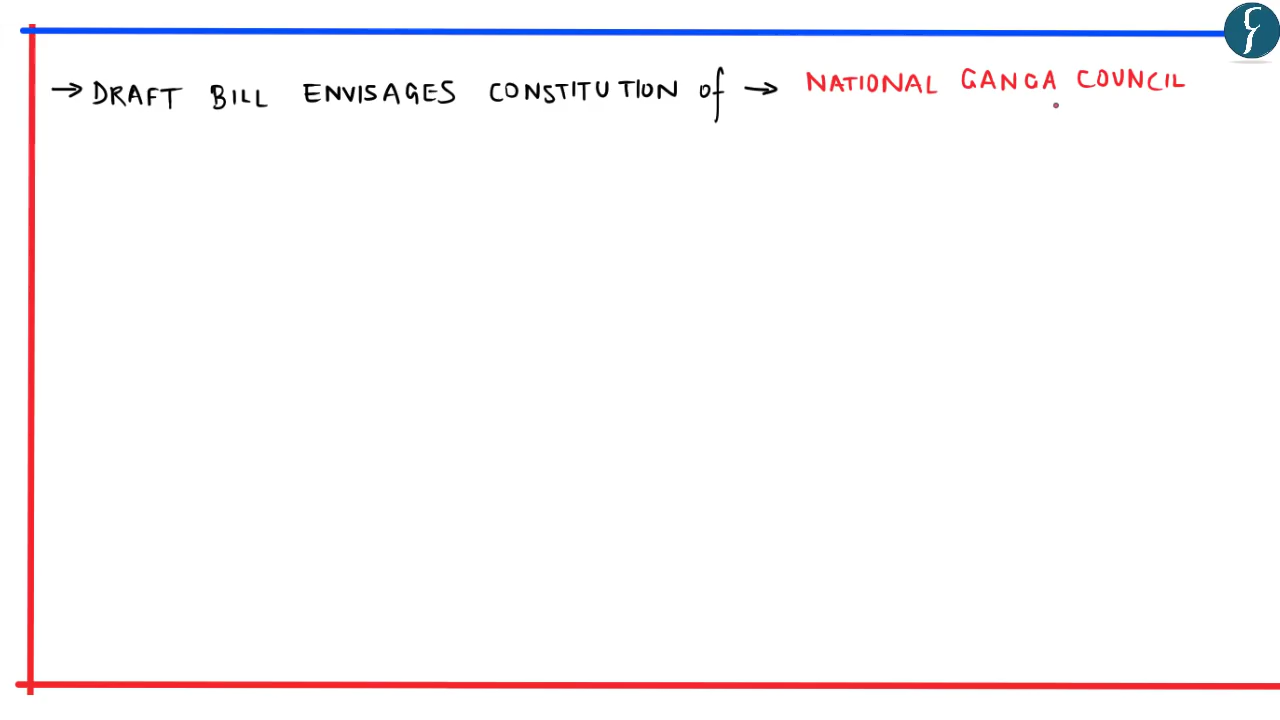 → DRAFT BILL ENVISAGES CONSTITUTION of → NATIONAL GANGA COUNCIL